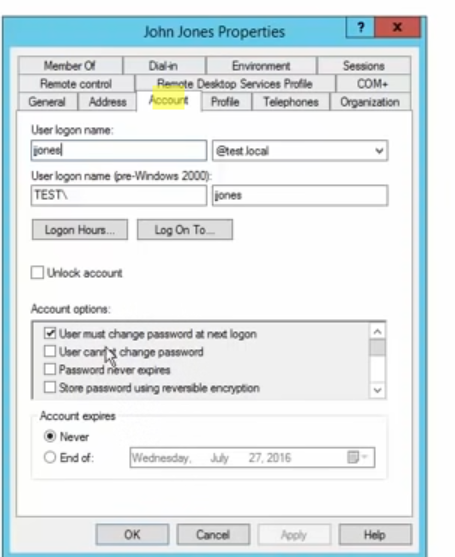 John Jones Properties
? x
Member Of Dial-in Environment Sessions
Remote control Remote Desktop Services Profile COM+
General Address Account Profile Telephones Organization
User logon name:
jjones @test.local
User logon name (pre-Windows 2000):
TEST\ jjones
Logon Hours... Log On To...
Unlock account
Account options:
User must change password at next logon
User cannot change password
Password never expires
Store password using reversible encryption
Account expires
Never
End of: Wednesday, July 27, 2016
OK Cancel Apply Help